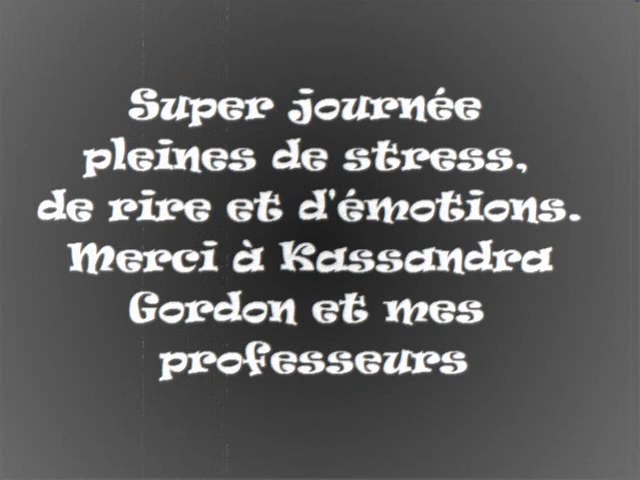 Super journée
pleines de stress,
de rire et d'émotions.
Merci à Kassandra
Gordon et mes
professeurs